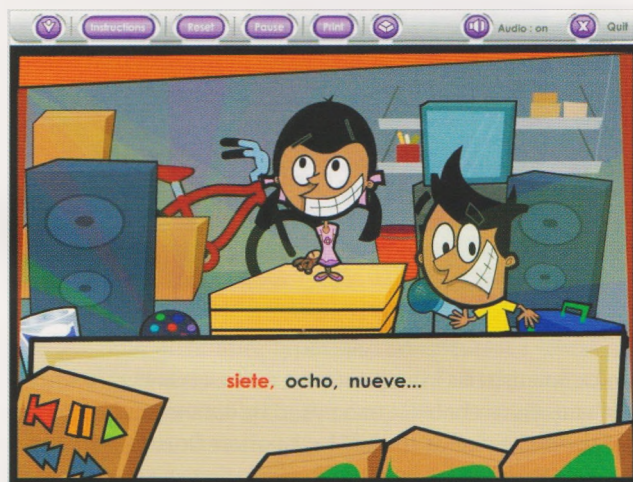 Instructions Reset Pause Print Audio : on Quit
siete, ocho, nueve...